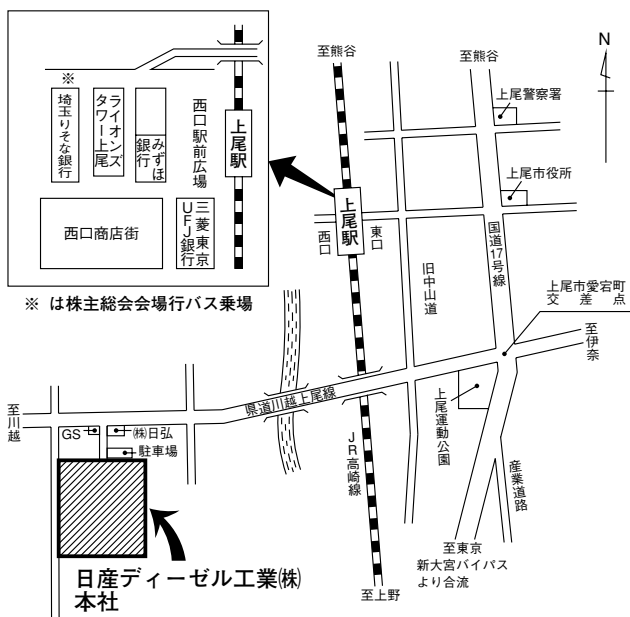 ※
埼玉りそな銀行
ライオンズ
タワー上尾
みずほ
銀行
西口駅前広場
上尾駅
西口商店街
三菱東京
UFJ銀行
※ は株主総会会場行バス乗場
至熊谷
至熊谷
N
上尾警察署
上尾市役所
上尾駅
西口
東口
旧中山道
国道17号線
上尾市愛宕町
交差点
至伊奈
県道川越上尾線
上尾運動公園
至川越
GS
㈱日弘
駐車場
JR高崎線
産業道路
日産ディーゼル工業㈱
本社
至東京
新大宮バイパス
より合流
至上野